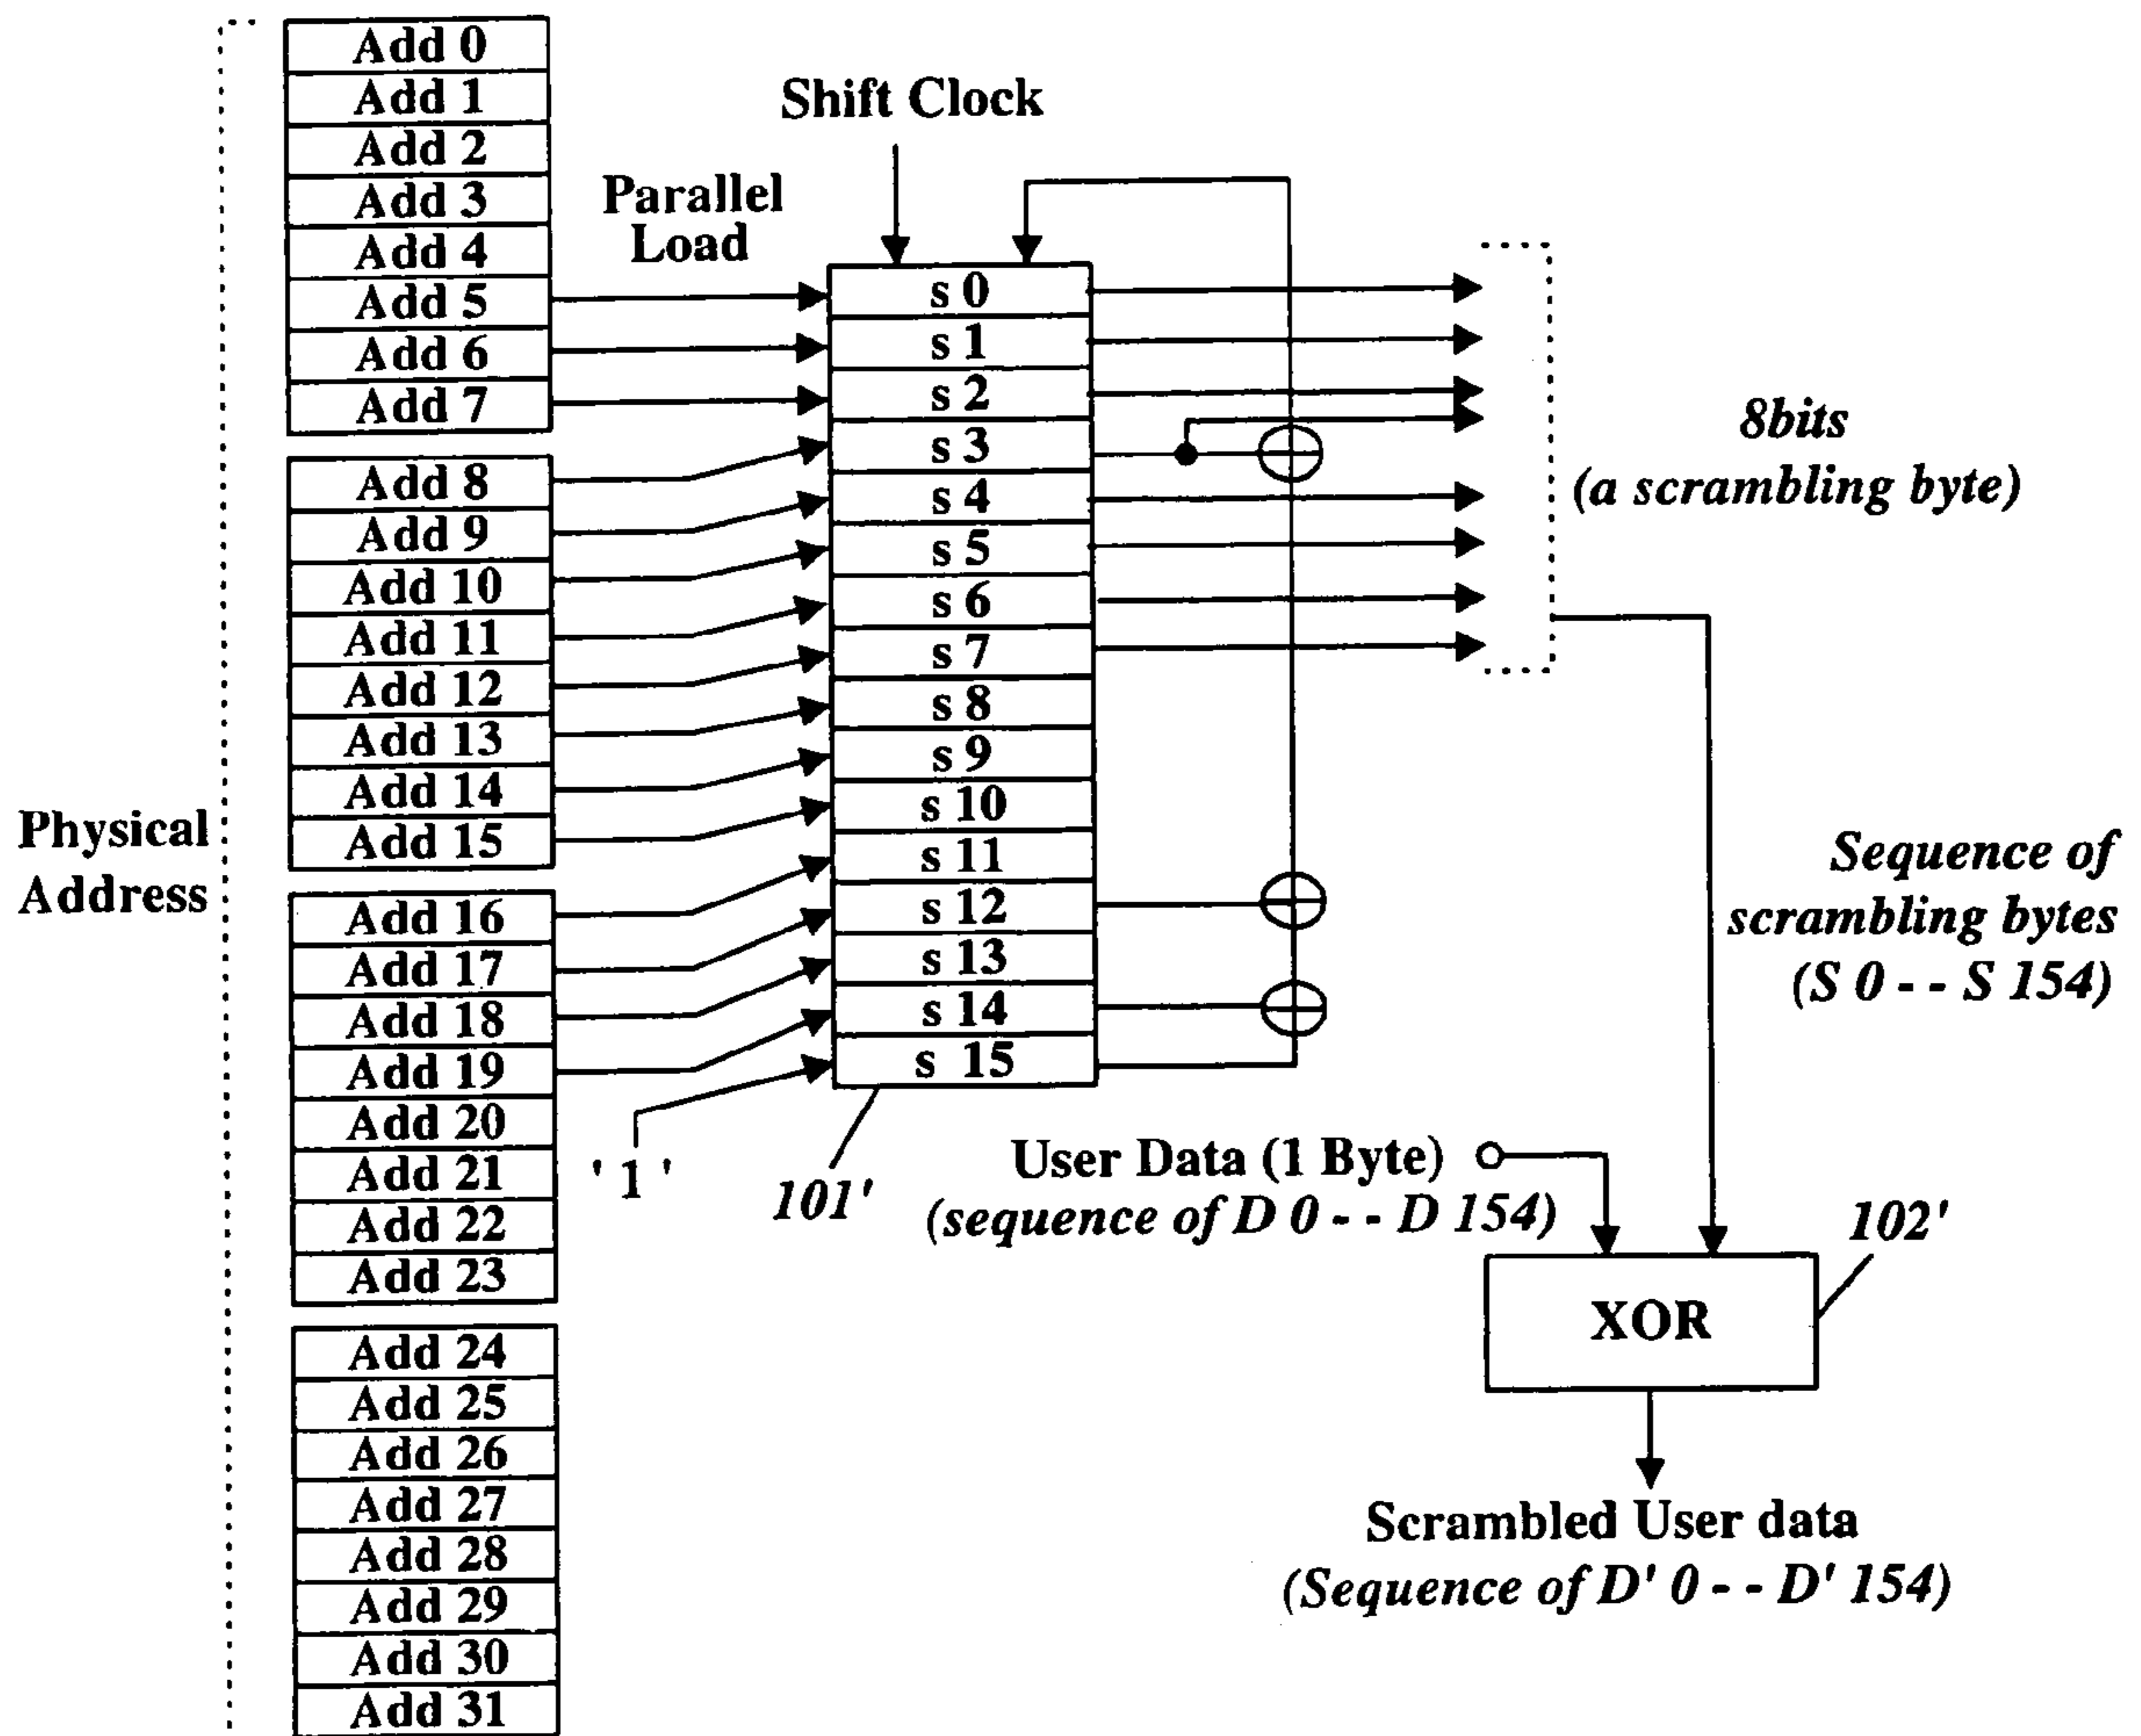 Add 0
Add 1
Add 2
Add 3
Add 4
Add 5
Add 6
Add 7
Add 8
Add 9
Add 10
Add 11
Add 12
Add 13
Add 14
Add 15
Add 16
Add 17
Add 18
Add 19
Add 20
Add 21
Add 22
Add 23
Add 24
Add 25
Add 26
Add 27
Add 28
Add 29
Add 30
Add 31
Physical
Address
Parallel
Load
Shift Clock
s 0
s 1
s 2
s 3
s 4
s 5
s 6
s 7
s 8
s 9
s 10
s 11
s 12
s 13
s 14
s 15
' 1 '
101'
8bits
(a scrambling byte)
Sequence of
scrambling bytes
(S 0 - - S 154)
User Data (1 Byte)
(sequence of D 0 - - D 154)
102'
XOR
Scrambled User data
(Sequence of D' 0 - - D' 154)